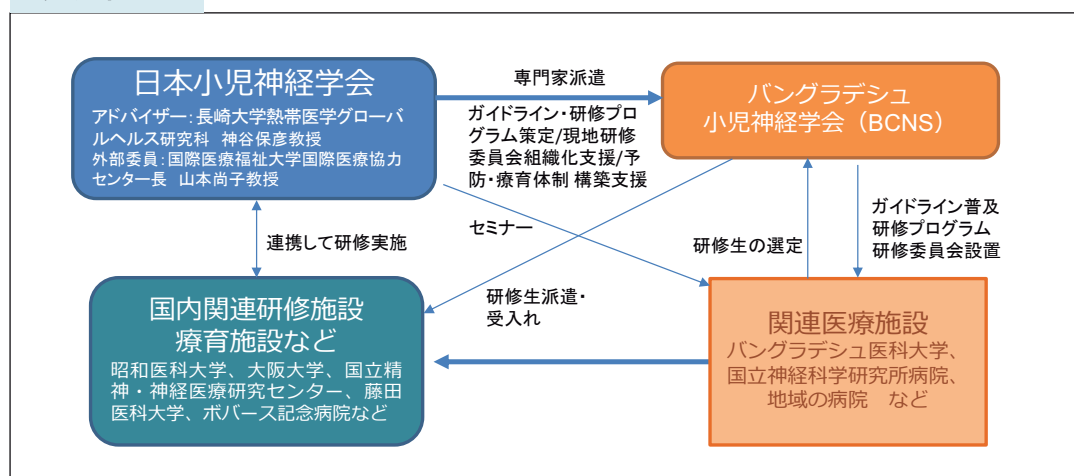 日本小児神経学会
アドバイザー：長崎大学熱帯医学グローバ
ルヘルス研究科　神谷保彦教授
外部委員：国際医療福祉大学国際医療協力
センター長　山本尚子教授
専門家派遣
ガイドライン・研修プロ
グラム策定/現地研修
委員会組織化支援/予
防・療育体制 構築支援
バングラデシュ
小児神経学会（BCNS）
連携して研修実施
セミナー
研修生の選定
ガイドライン普及
研修プログラム
研修委員会設置
研修生派遣・
受入れ
国内関連研修施設
療育施設など
昭和医科大学、大阪大学、国立精
神・神経医療研究センター、藤田
医科大学、ボバース記念病院など
関連医療施設
バングラデシュ医科大学、
国立神経科学研究所病院、
地域の病院　など